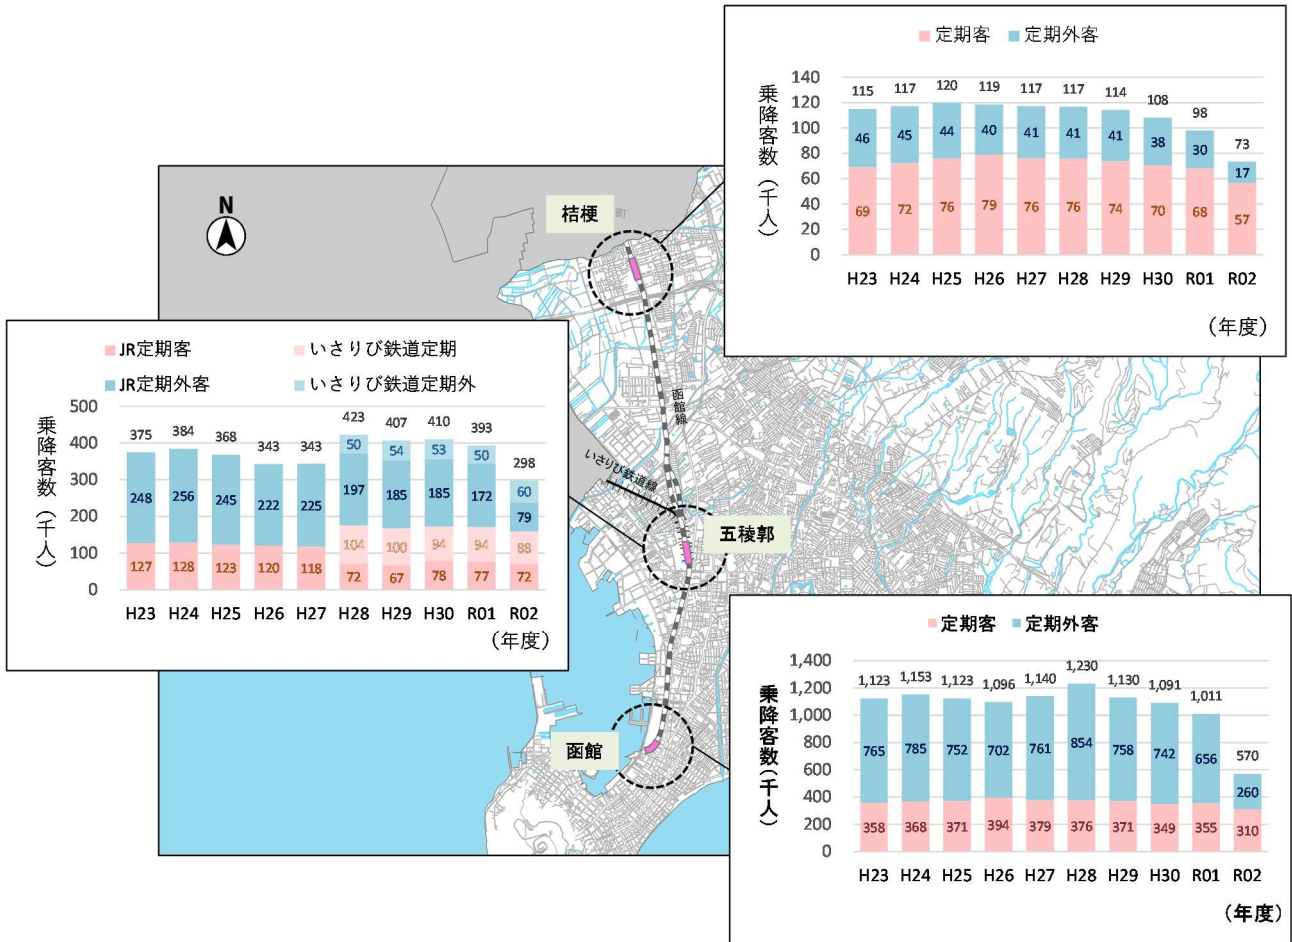 定期客 定期外客
乗降客数（千人）
140
120
100
80
60
40
20
0
115 117 120 119 117 117 114 108 98 73
46 45 44 40 41 41 41 38 30 17
69 72 76 79 76 76 74 70 68 57
H23 H24 H25 H26 H27 H28 H29 H30 R01 R02
（年度）
N
桔梗
町
函館線
いさりび鉄道線
五稜郭
函館
JR定期客 いさりび鉄道定期
JR定期外客 いさりび鉄道定期外
乗降客数（千人）
500
400
300
200
100
0
375 384 368 343 343 423 407 410 393 298
50 54 53 50 60
248 256 245 222 225 197 185 185 172 79
104 100 94 94 88
127 128 123 120 118 72 67 78 77 72
H23 H24 H25 H26 H27 H28 H29 H30 R01 R02
（年度）
定期客 定期外客
乗降客数（千人）
1,400
1,200
1,000
800
600
400
200
0
1,123 1,153 1,123 1,096 1,140 1,230 1,130 1,091 1,011 570
765 785 752 702 761 854 758 742 656 260
358 368 371 394 379 376 371 349 355 310
H23 H24 H25 H26 H27 H28 H29 H30 R01 R02
（年度）